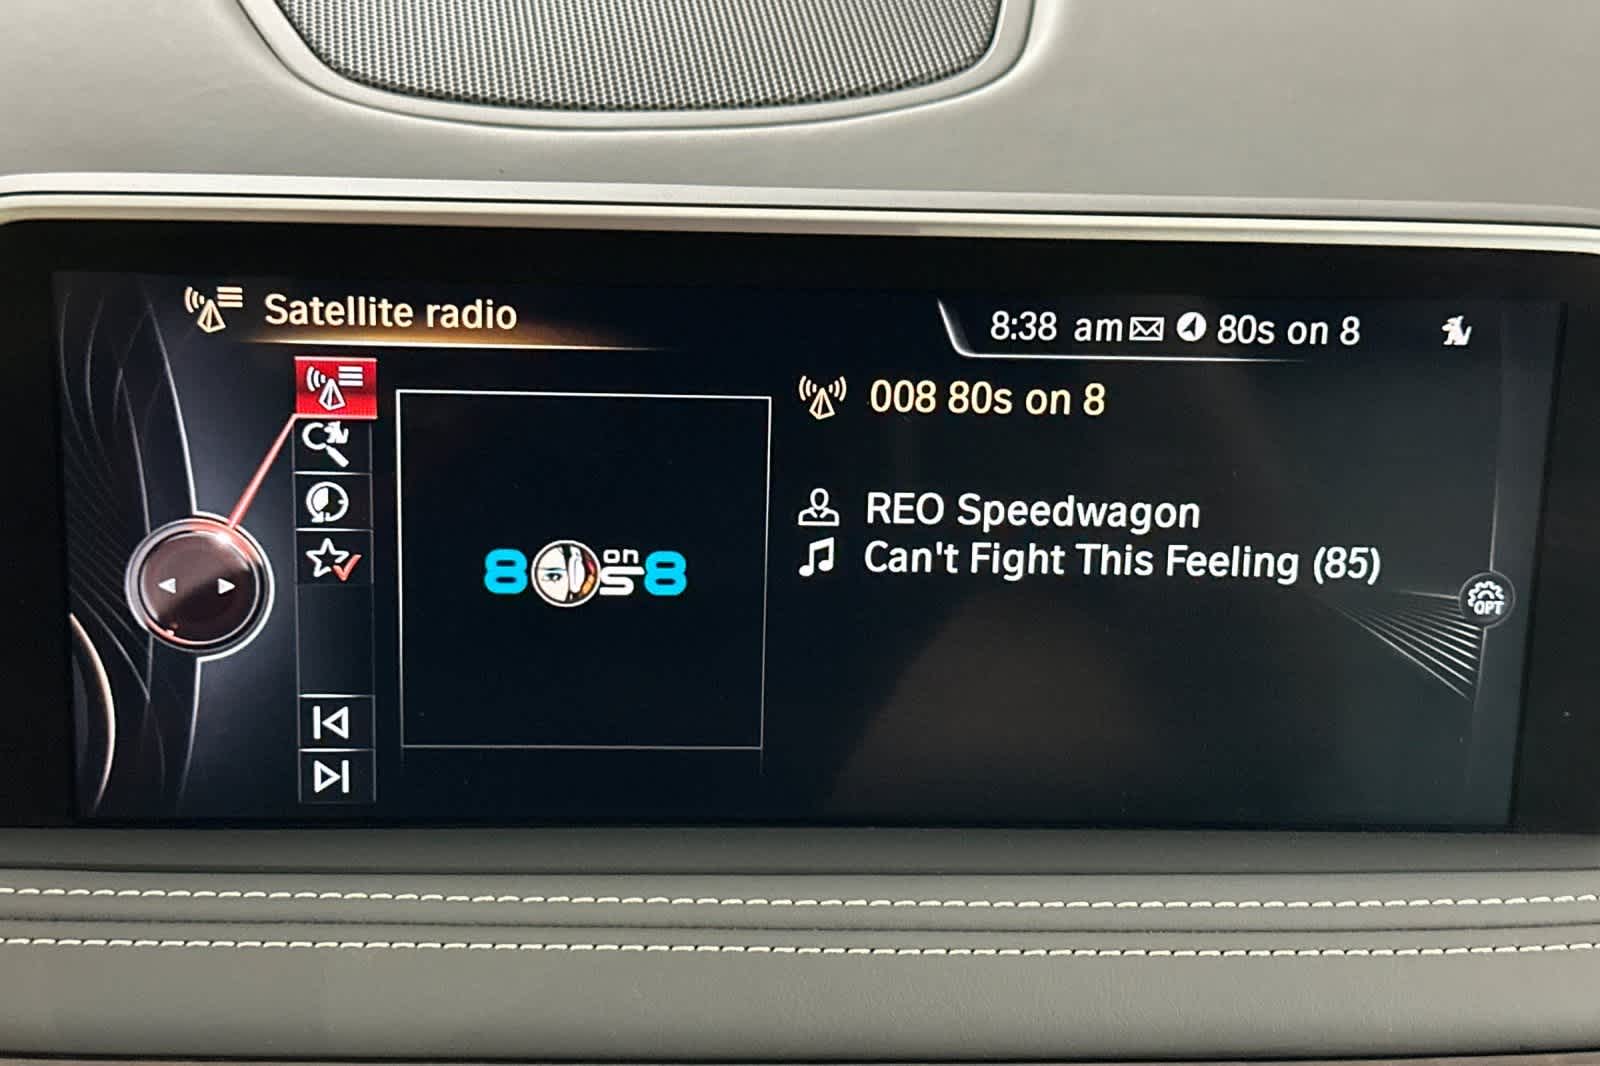 Satellite radio
8:38 am 80s on 8
008 80s on 8
REO Speedwagon
Can't Fight This Feeling (85)
80s on 8
OPT